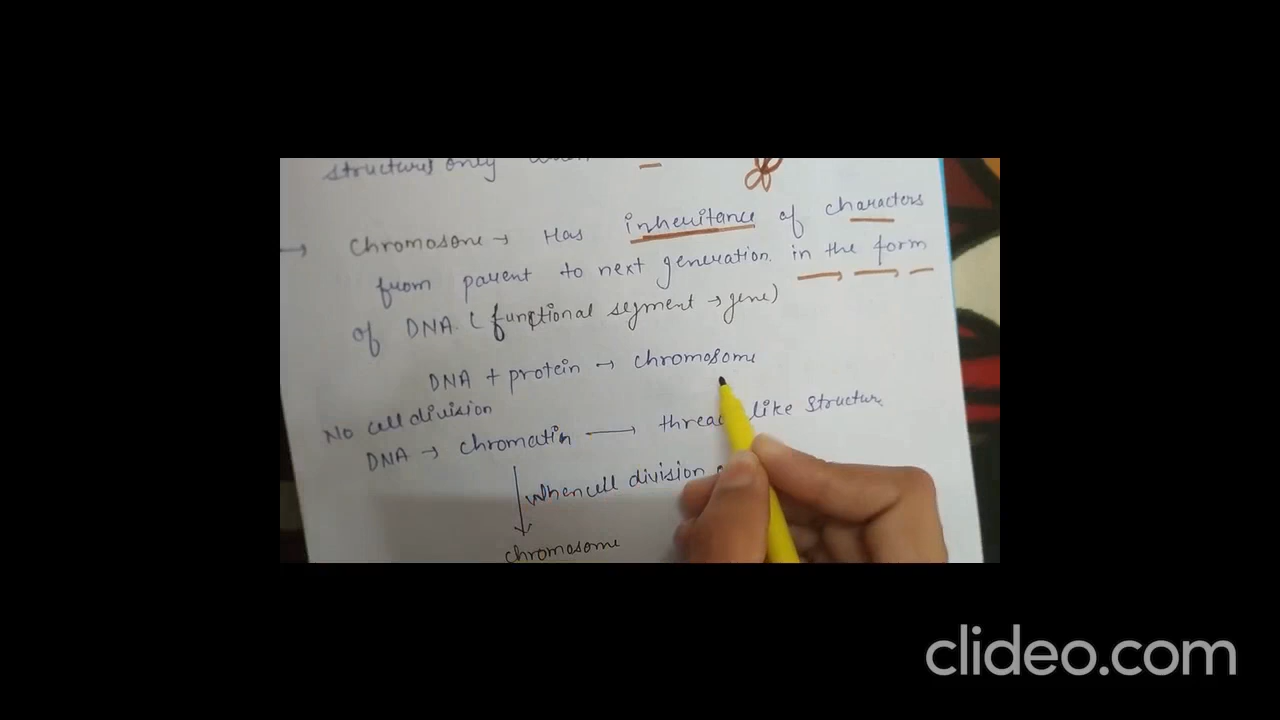 structures only
→ Chromosone → Has inheritance of characters
from parent to next generation in the form
of DNA. (functional segment → gene)
DNA + protein → chromosome
No cell division
DNA → chromatin → thread like structure
When cell division
chromosome
clideo.com